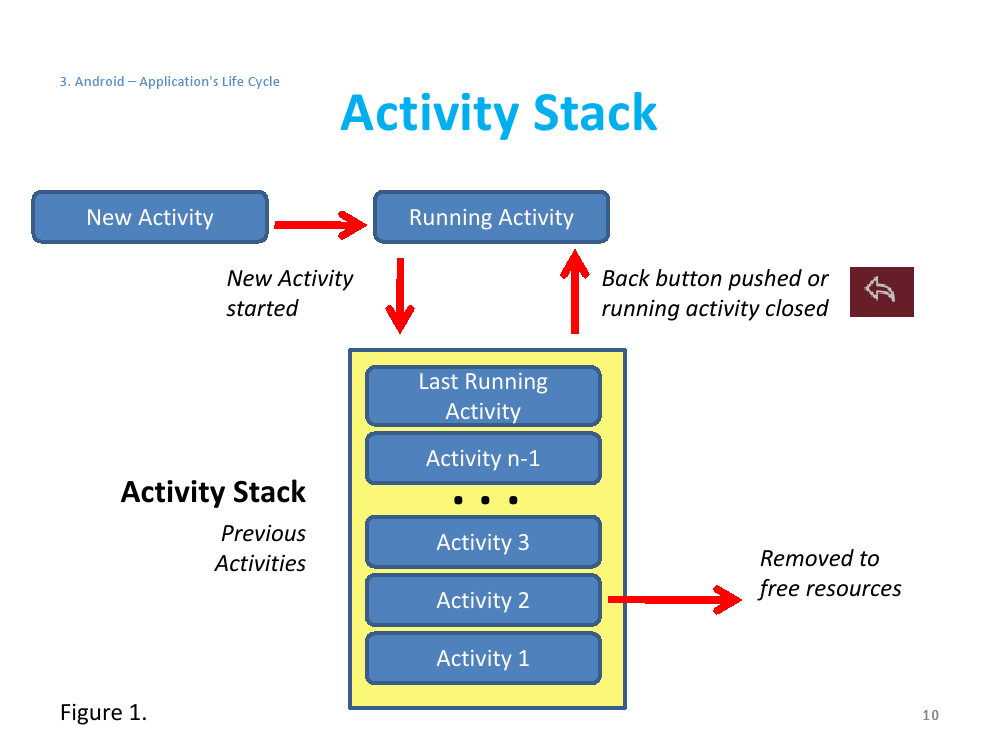 3. Android – Application's Life Cycle
Activity Stack
New Activity
Running Activity
New Activity
started
Back button pushed or
running activity closed
Last Running
Activity
Activity n-1
. . .
Activity Stack
Previous
Activities
Activity 3
Activity 2
Activity 1
Removed to
free resources
Figure 1.
10